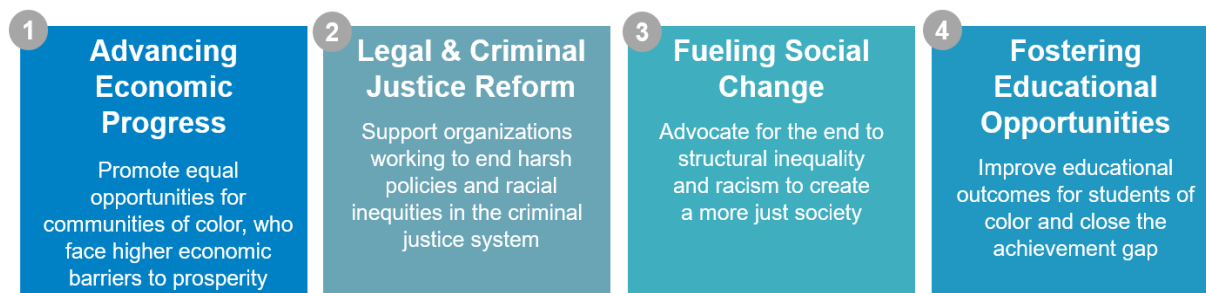 1
Advancing
Economic
Progress
Promote equal
opportunities for
communities of color, who
face higher economic
barriers to prosperity
2
Legal & Criminal
Justice Reform
Support organizations
working to end harsh
policies and racial
inequities in the criminal
justice system
3
Fueling Social
Change
Advocate for the end to
structural inequality
and racism to create
a more just society
4
Fostering
Educational
Opportunities
Improve educational
outcomes for students of
color and close the
achievement gap